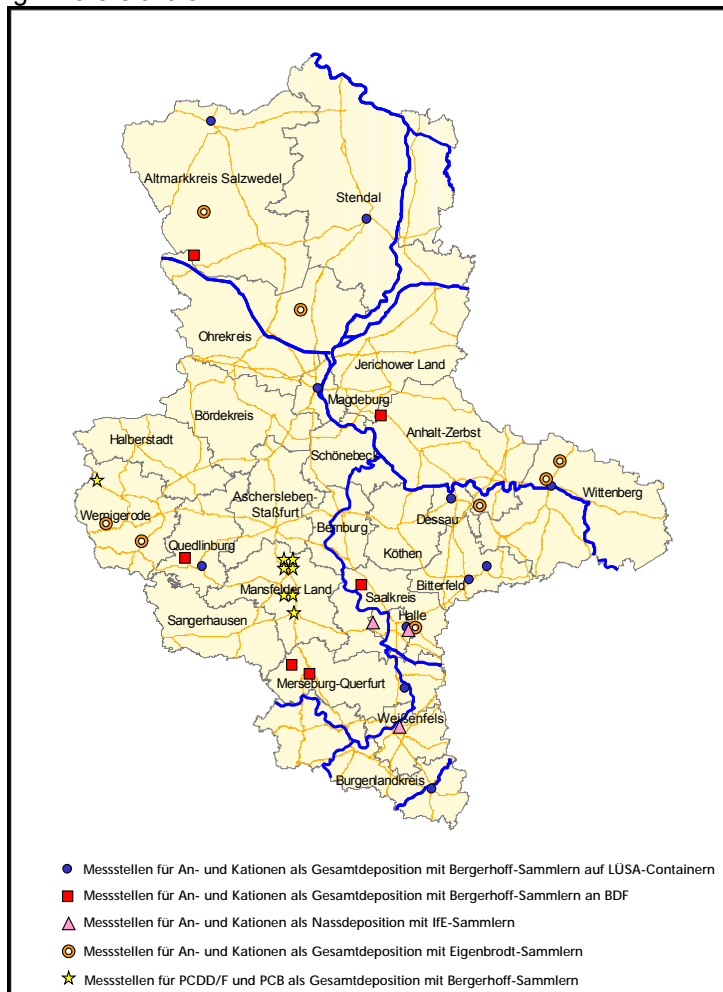 Altmarkkreis Salzwedel
Stendal
Ohrekreis
Jerichower Land
Magdeburg
Bördekreis
Anhalt-Zerbst
Halberstadt
Schönebeck
Aschersleben-
Staßfurt
Wittenberg
Wernigerode
Bernburg
Dessau
Quedlinburg
Köthen
Bitterfeld
Mansfelder Land
Saalkreis
Sangerhausen
Halle
Merseburg-Querfurt
Weißenfels
Burgenlandkreis
Messstellen für An- und Kationen als Gesamtdeposition mit Bergerhoff-Sammlern auf LÜSA-Containern
Messstellen für An- und Kationen als Gesamtdeposition mit Bergerhoff-Sammlern an BDF
Messstellen für An- und Kationen als Nassdeposition mit IfE-Sammlern
Messstellen für An- und Kationen als Gesamtdeposition mit Eigenbrodt-Sammlern
Messstellen für PCDD/F und PCB als Gesamtdeposition mit Bergerhoff-Sammlern